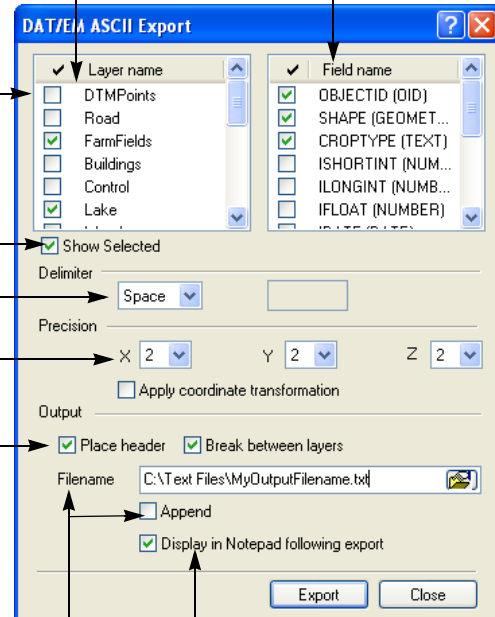 DAT/EM ASCII Export
Layer name
DTMPoints
Road
FarmFields
Buildings
Control
Lake
Field name
OBJECTID (OID)
SHAPE (GEOMET...
CROPTYPE (TEXT)
ISHORTINT (NUM...
ILONGINT (NUMB...
IFLOAT (NUMBER)
Show Selected
Delimiter
Space
Precision
X 2 Y 2 Z 2
Apply coordinate transformation
Output
Place header Break between layers
Filename C:\Text Files\MyOutputFilename.txt
Append
Display in Notepad following export
Export Close